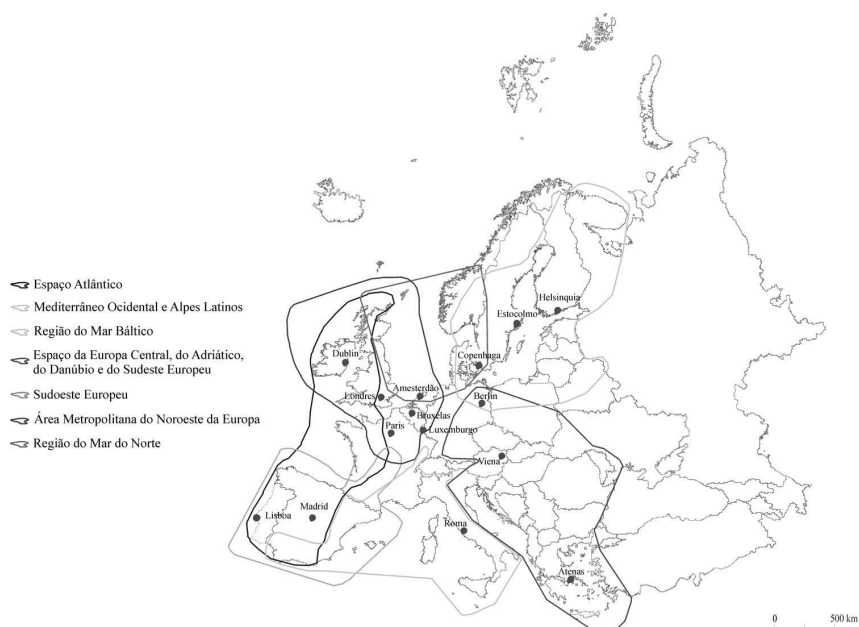 Espaço Atlântico
Mediterrâneo Ocidental e Alpes Latinos
Região do Mar Báltico
Espaço da Europa Central, do Adriático,
do Danúbio e do Sudeste Europeu
Sudoeste Europeu
Área Metropolitana do Noroeste da Europa
Região do Mar do Norte
Helsinquia
Estocolmo
Dublin
Copenhaga
Londres
Amesterdão
Berlin
Bruxelas
Paris
Luxemburgo
Viena
Lisboa
Madrid
Roma
Atenas
0 500 km